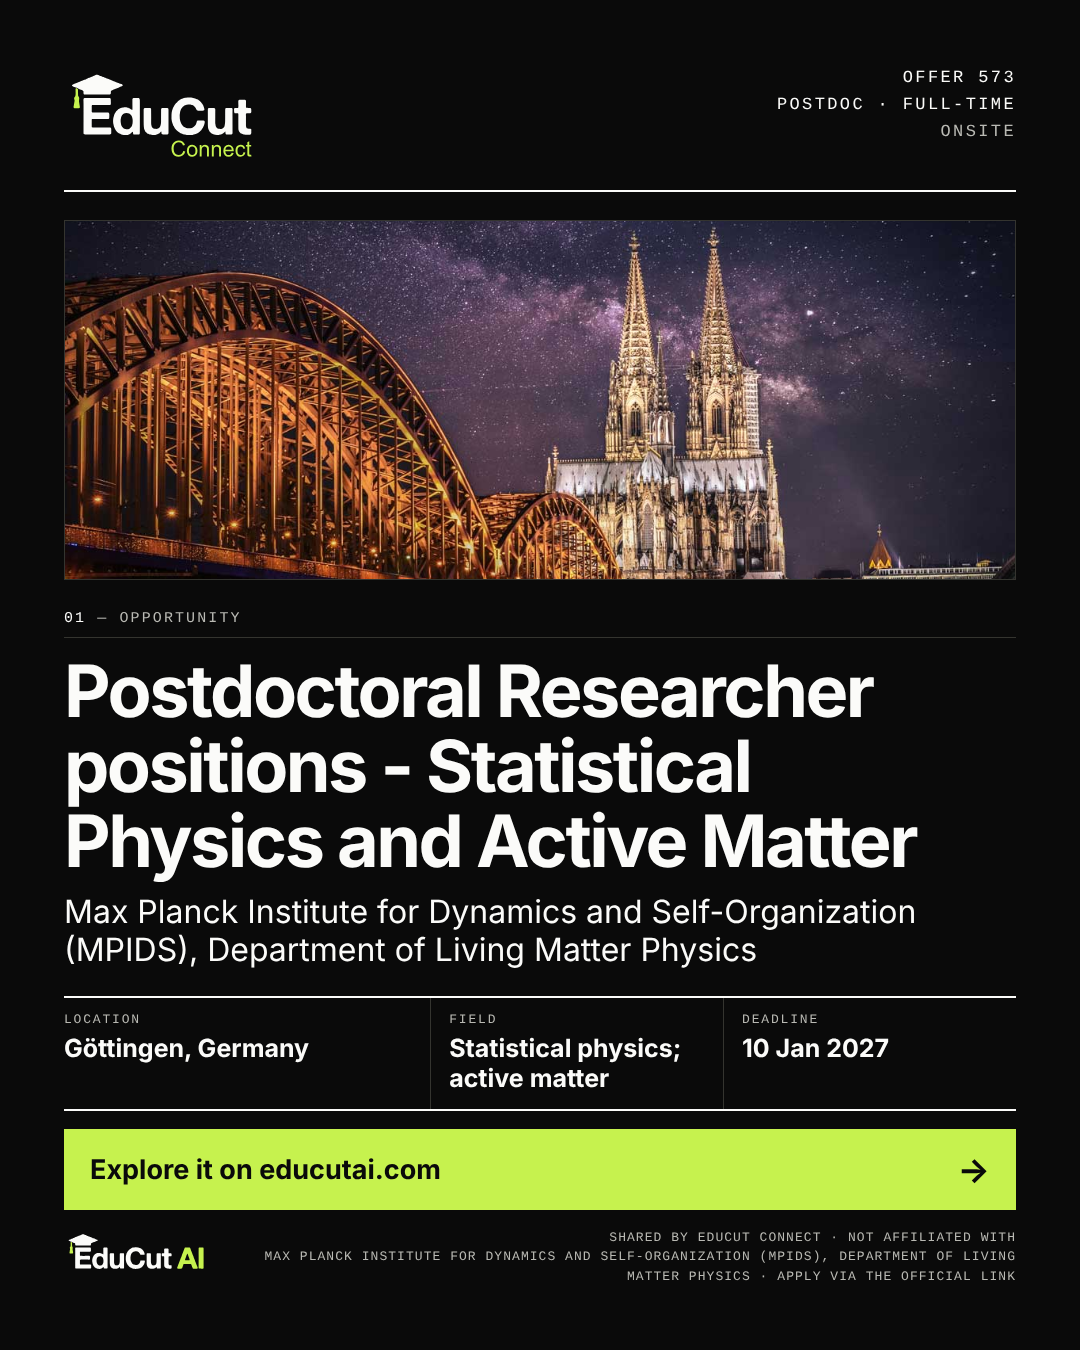 EduCut
Connect
OFFER 573
POSTDOC · FULL-TIME
ONSITE
01 — OPPORTUNITY
Postdoctoral Researcher
positions - Statistical
Physics and Active Matter
Max Planck Institute for Dynamics and Self-Organization
(MPIDS), Department of Living Matter Physics
LOCATION
Göttingen, Germany
FIELD
Statistical physics;
active matter
DEADLINE
10 Jan 2027
Explore it on educutai.com →
EduCut AI
SHARED BY EDUCUT CONNECT · NOT AFFILIATED WITH
MAX PLANCK INSTITUTE FOR DYNAMICS AND SELF-ORGANIZATION (MPIDS), DEPARTMENT OF LIVING
MATTER PHYSICS · APPLY VIA THE OFFICIAL LINK